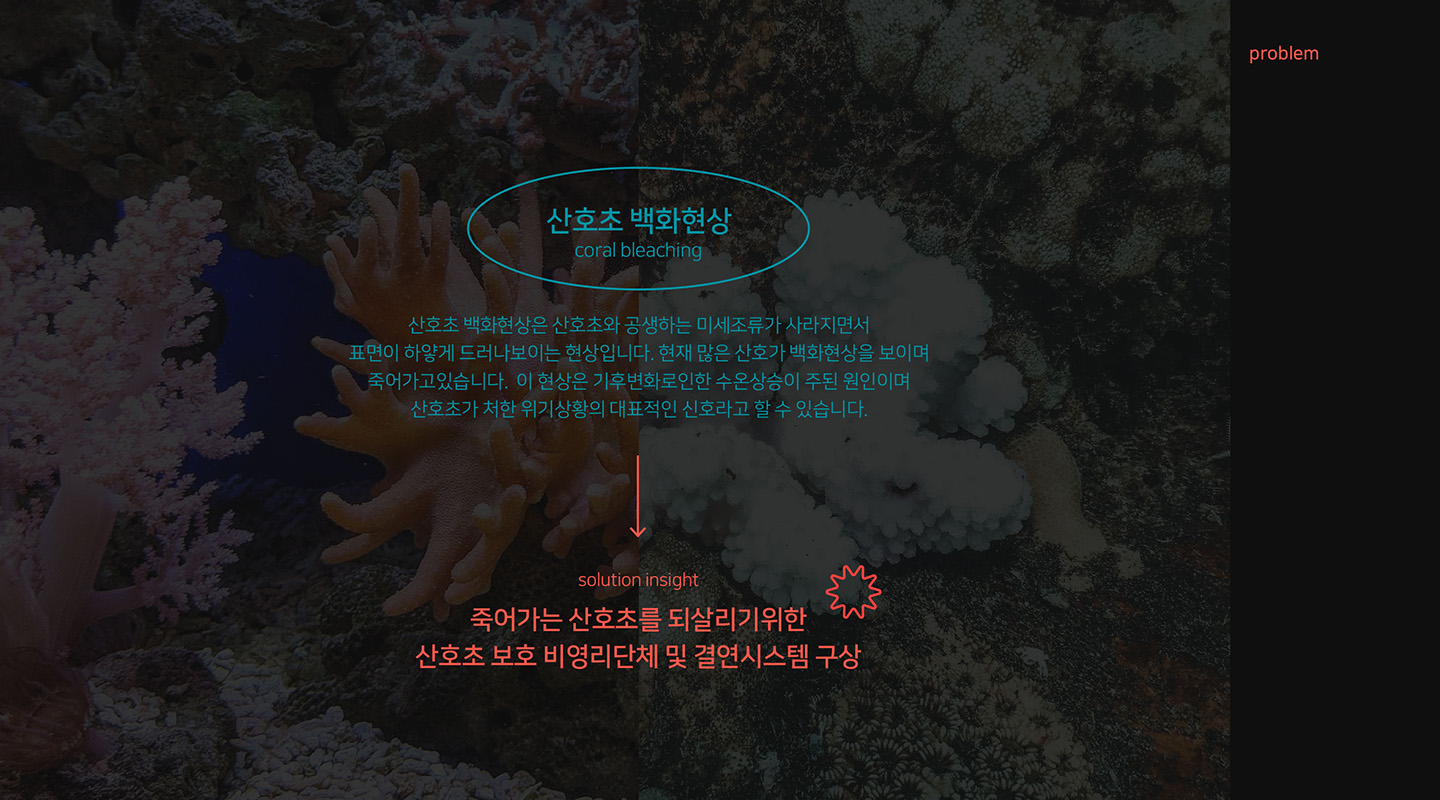 problem
산호초 백화현상
coral bleaching
산호초 백화현상은 산호초와 공생하는 미세조류가 사라지면서
표면이 하얗게 드러나보이는 현상입니다. 현재 많은 산호가 백화현상을 보이며
죽어가고있습니다. 이 현상은 기후변화로인한 수온상승이 주된 원인이며
산호초가 처한 위기상황의 대표적인 신호라고 할 수 있습니다.
solution insight
죽어가는 산호초를 되살리기위한
산호초 보호 비영리단체 및 결연시스템 구상